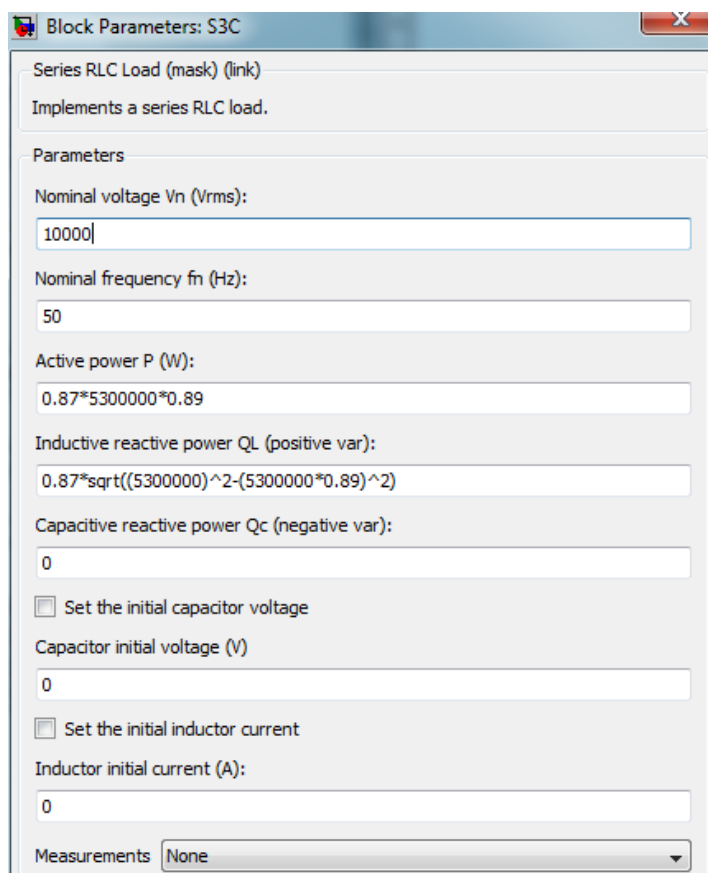 Block Parameters: S3C
X
Series RLC Load (mask) (link)
Implements a series RLC load.
Parameters
Nominal voltage Vn (Vrms):
10000
Nominal frequency fn (Hz):
50
Active power P (W):
0.87*5300000*0.89
Inductive reactive power QL (positive var):
0.87*sqrt((5300000)^2-(5300000*0.89)^2)
Capacitive reactive power Qc (negative var):
0
Set the initial capacitor voltage
Capacitor initial voltage (V)
0
Set the initial inductor current
Inductor initial current (A):
0
Measurements None